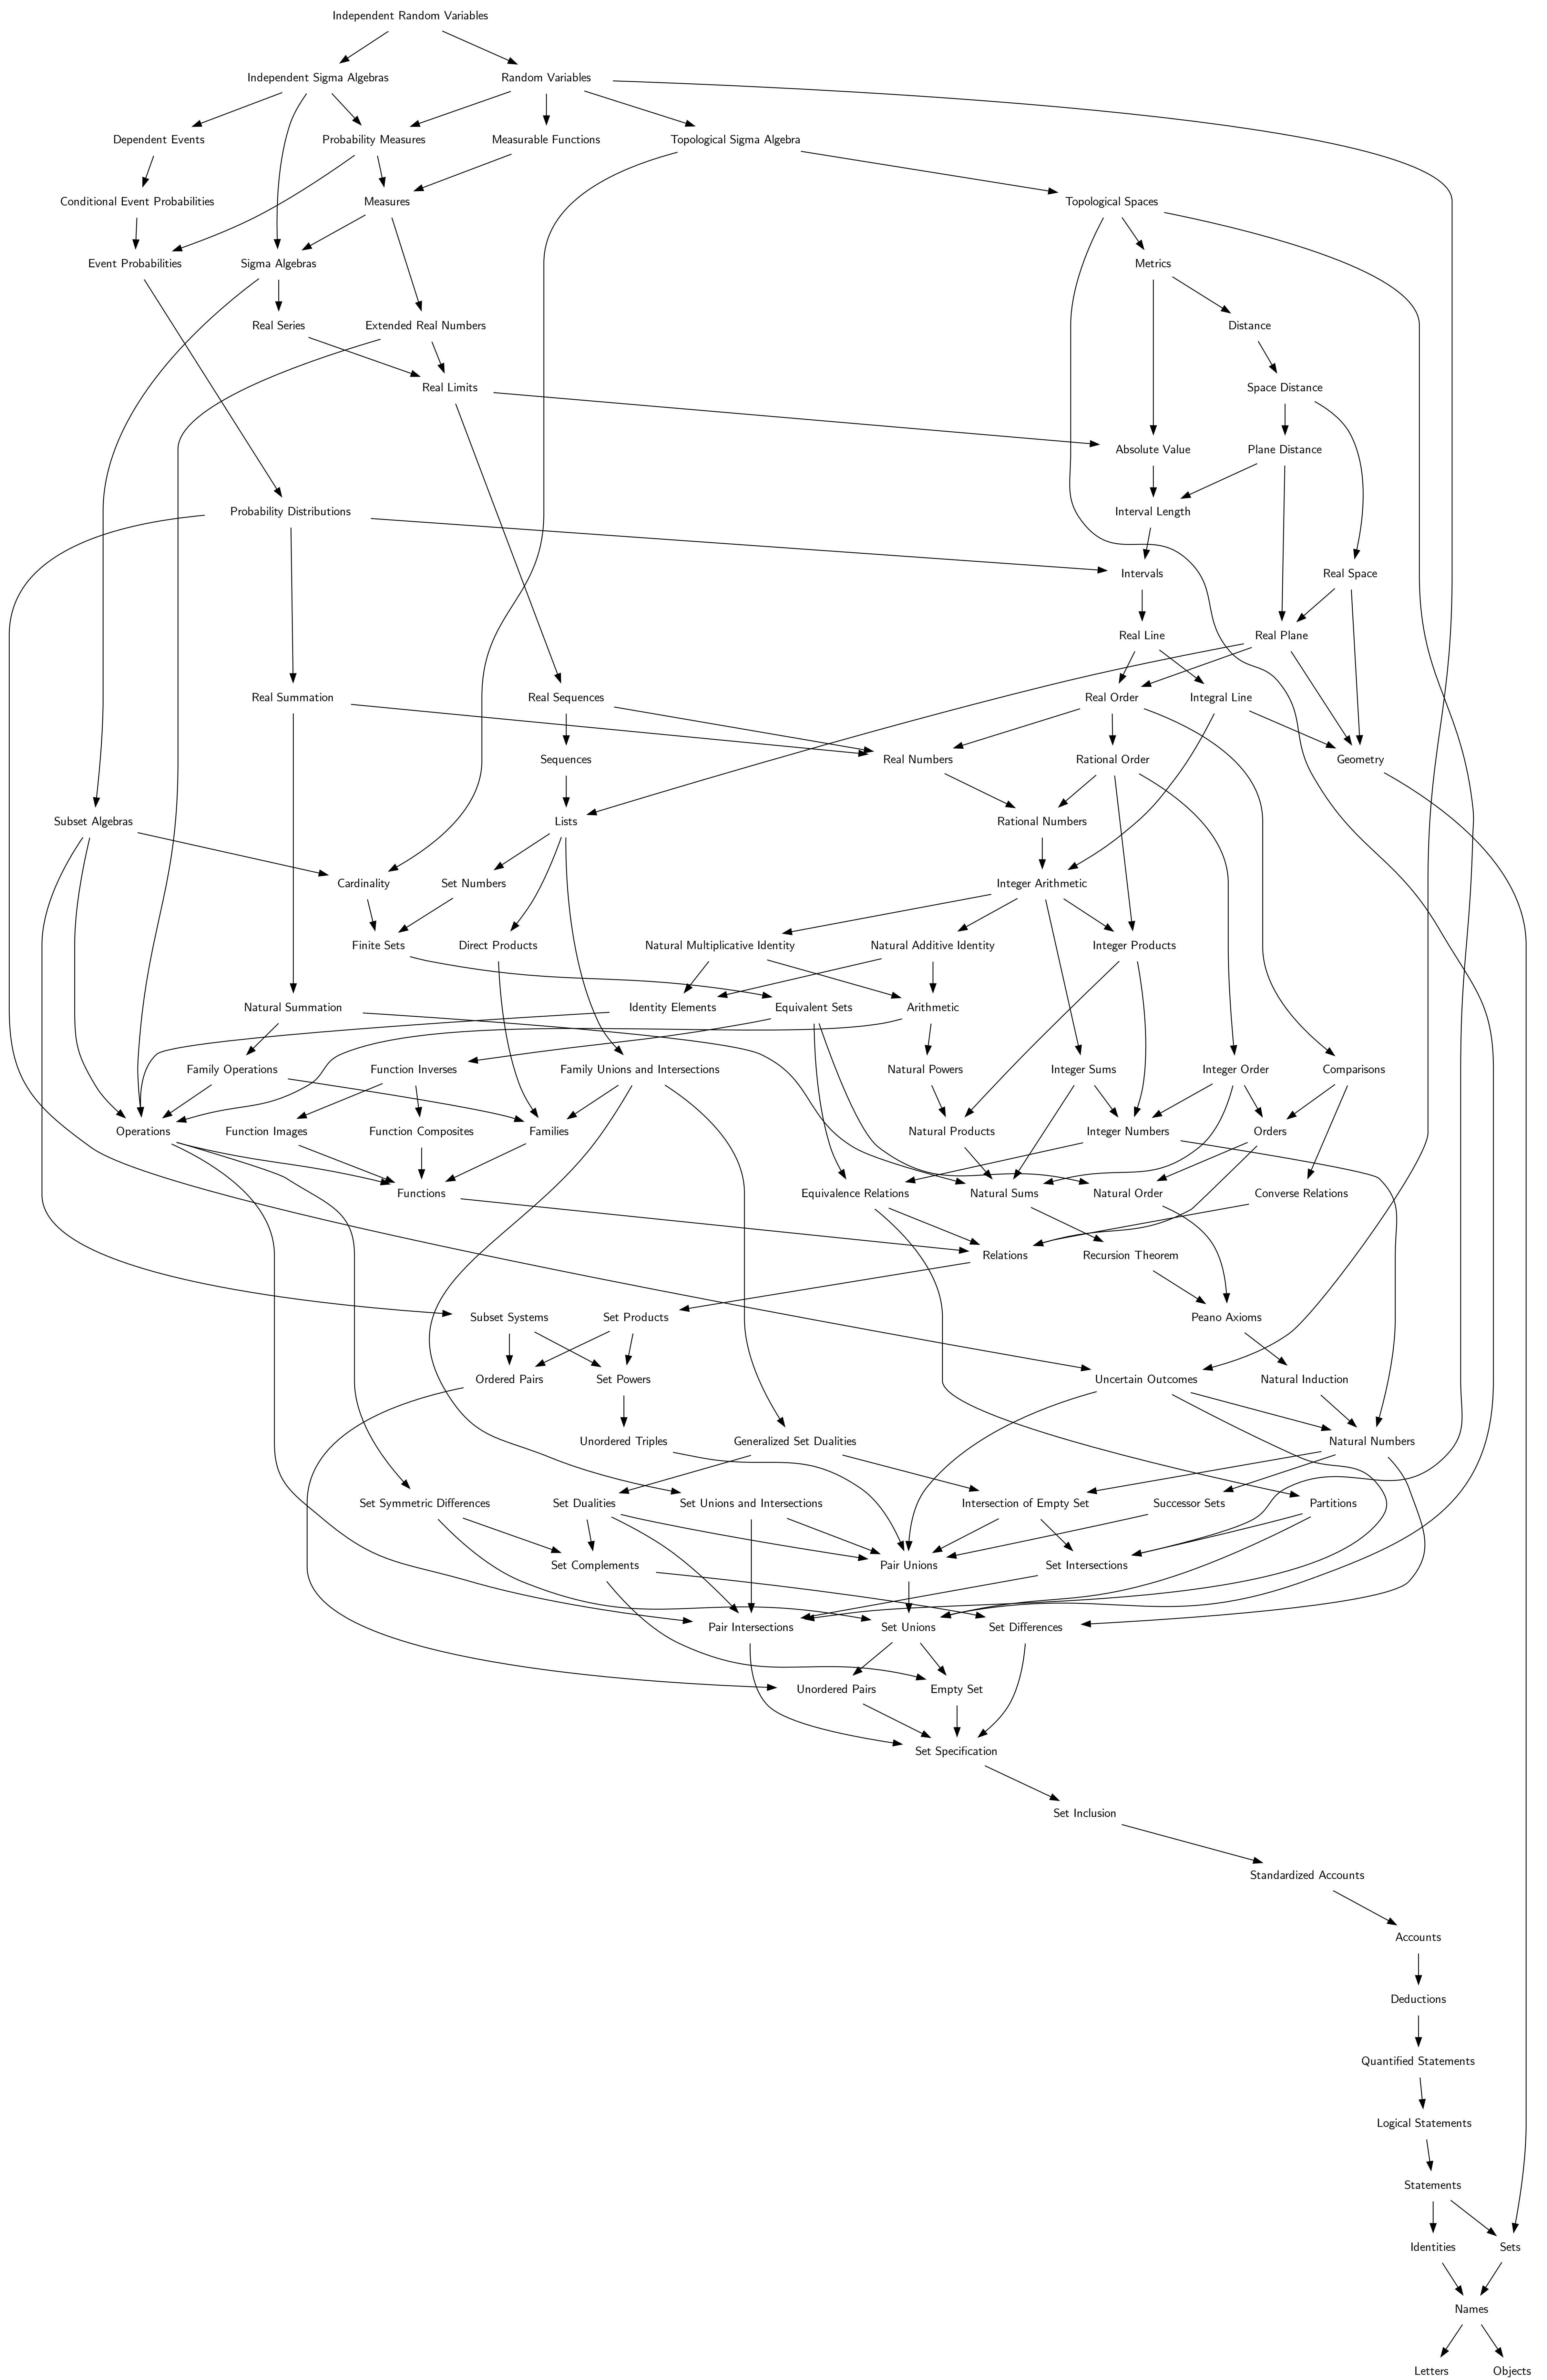 Independent Random Variables
Independent Sigma Algebras
Random Variables
Dependent Events
Probability Measures
Measurable Functions
Topological Sigma Algebra
Conditional Event Probabilities
Measures
Topological Spaces
Event Probabilities
Sigma Algebras
Metrics
Real Series
Extended Real Numbers
Distance
Real Limits
Space Distance
Absolute Value
Plane Distance
Probability Distributions
Interval Length
Intervals
Real Space
Real Line
Real Plane
Real Summation
Real Sequences
Real Order
Integral Line
Sequences
Real Numbers
Rational Order
Geometry
Subset Algebras
Lists
Rational Numbers
Cardinality
Set Numbers
Integer Arithmetic
Finite Sets
Direct Products
Natural Multiplicative Identity
Natural Additive Identity
Integer Products
Natural Summation
Identity Elements
Equivalent Sets
Arithmetic
Family Operations
Function Inverses
Family Unions and Intersections
Natural Powers
Integer Sums
Integer Order
Comparisons
Operations
Function Images
Function Composites
Families
Natural Products
Integer Numbers
Orders
Functions
Equivalence Relations
Natural Sums
Natural Order
Converse Relations
Relations
Recursion Theorem
Subset Systems
Set Products
Peano Axioms
Ordered Pairs
Set Powers
Uncertain Outcomes
Natural Induction
Unordered Triples
Generalized Set Dualities
Natural Numbers
Set Symmetric Differences
Set Dualities
Set Unions and Intersections
Intersection of Empty Set
Successor Sets
Partitions
Set Complements
Pair Unions
Set Intersections
Pair Intersections
Set Unions
Set Differences
Unordered Pairs
Empty Set
Set Specification
Set Inclusion
Standardized Accounts
Accounts
Deductions
Quantified Statements
Logical Statements
Statements
Identities
Sets
Names
Letters
Objects